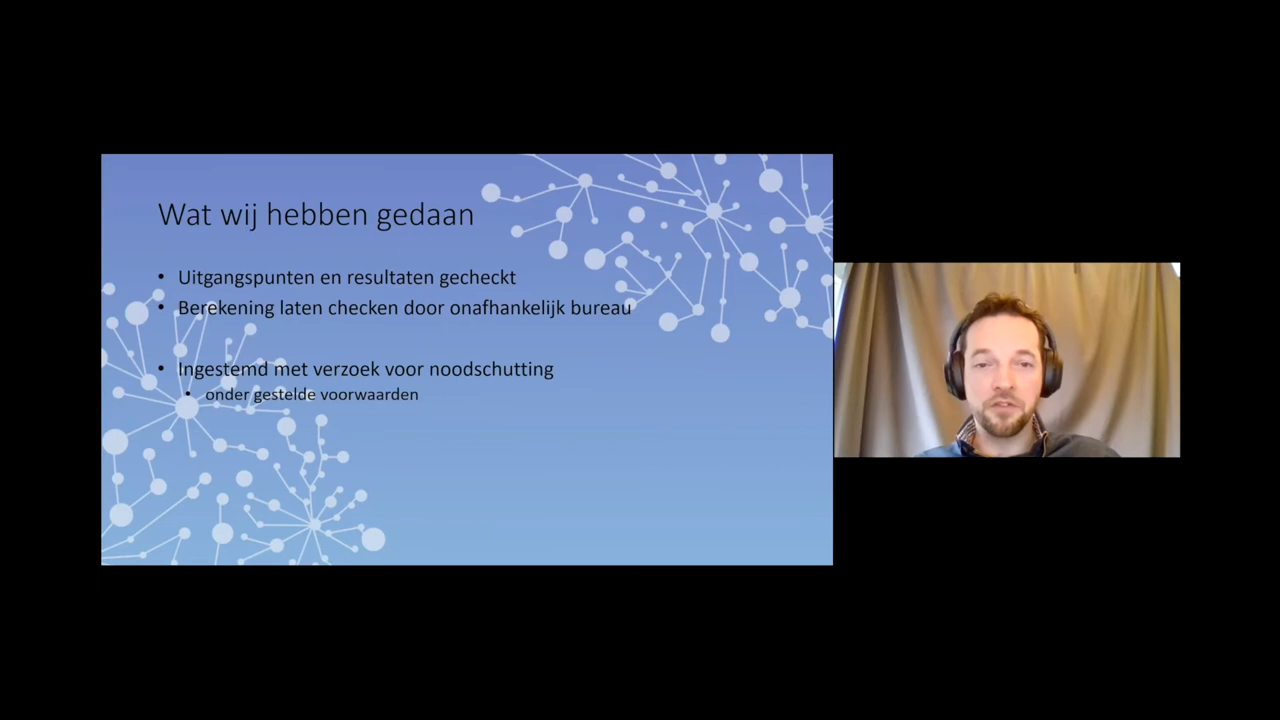 Wat wij hebben gedaan
• Uitgangspunten en resultaten gecheckt
• Berekening laten checken door onafhankelijk bureau
• Ingestemd met verzoek voor noodschutting
• onder gestelde voorwaarden